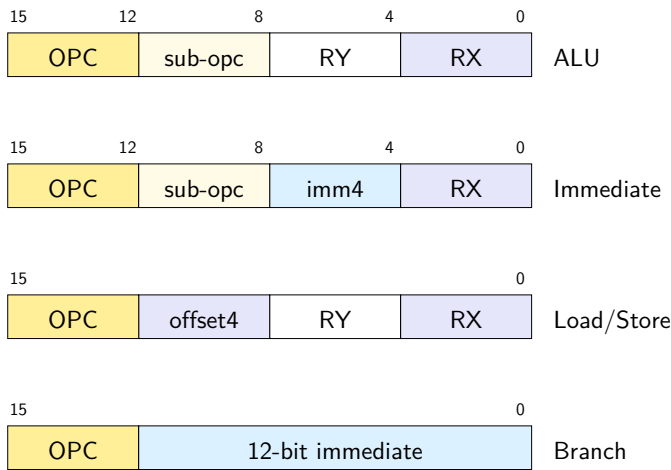 15 12 8 4 0
OPC sub-opc RY RX ALU
15 12 8 4 0
OPC sub-opc imm4 RX Immediate
15 0
OPC offset4 RY RX Load/Store
15 0
OPC 12-bit immediate Branch